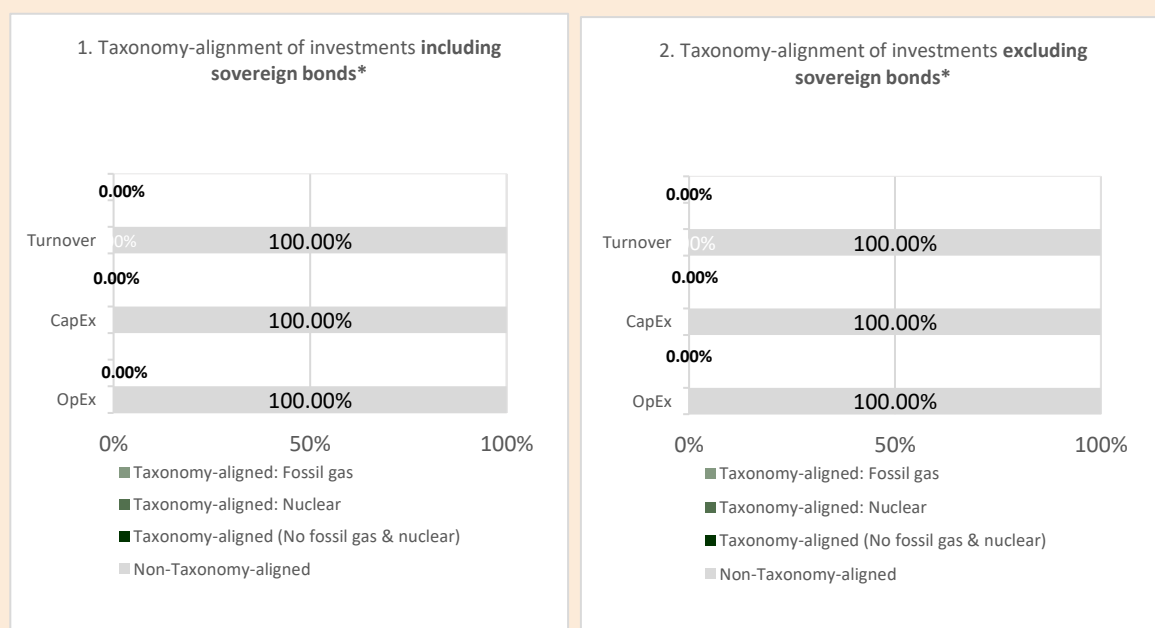 1. Taxonomy-alignment of investments including
sovereign bonds*
0.00%
Turnover 0% 100.00%
0.00%
CapEx 100.00%
0.00%
OpEx 100.00%
0% 50% 100%
Taxonomy-aligned: Fossil gas
Taxonomy-aligned: Nuclear
Taxonomy-aligned (No fossil gas & nuclear)
Non-Taxonomy-aligned
2. Taxonomy-alignment of investments excluding
sovereign bonds*
0.00%
Turnover 0% 100.00%
0.00%
CapEx 100.00%
0.00%
OpEx 100.00%
0% 50% 100%
Taxonomy-aligned: Fossil gas
Taxonomy-aligned: Nuclear
Taxonomy-aligned (No fossil gas & nuclear)
Non-Taxonomy-aligned